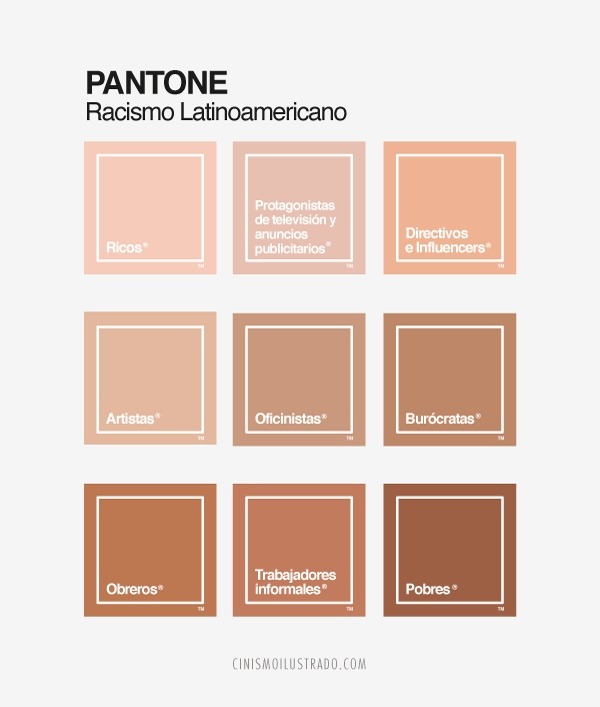 PANTONE
Racismo Latinoamericano
Ricos®
TM
Protagonistas
de televisión y
anuncios
publicitarios®
TM
Directivos
e Influencers®
TM
Artistas®
TM
Oficinistas®
TM
Burócratas®
TM
Obreros®
TM
Trabajadores
informales®
TM
Pobres®
TM
CINISMOILUSTRADO.COM